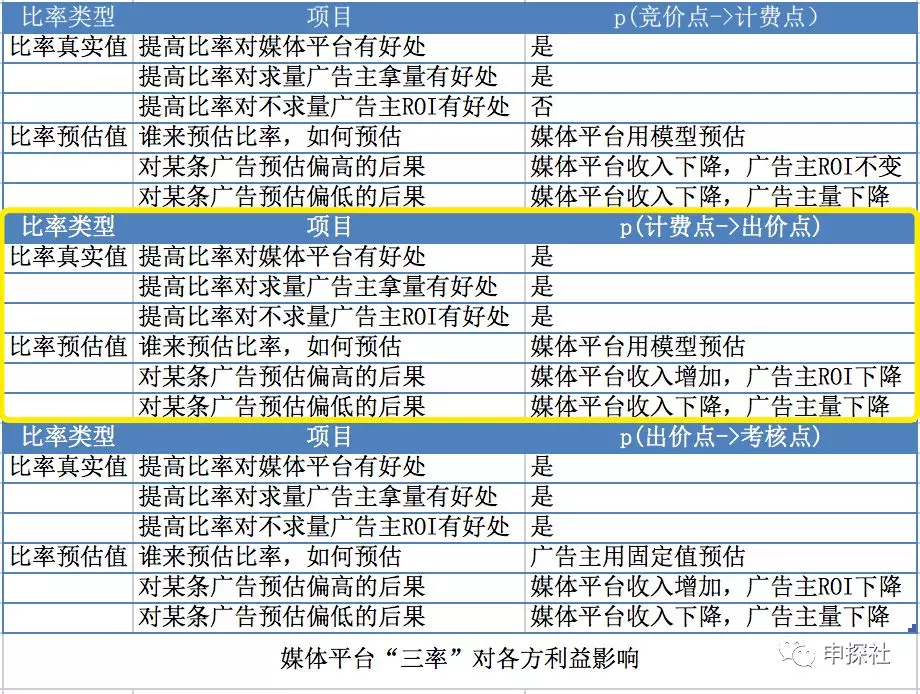 比率类型 项目 p(竞价点->计费点)
比率真实值 提高比率对媒体平台有好处 是
提高比率对求量广告主拿量有好处 是
提高比率对不求量广告主ROI有好处 否
比率预估值 谁来预估比率，如何预估 媒体平台用模型预估
对某条广告预估偏高的后果 媒体平台收入下降，广告主ROI不变
对某条广告预估偏低的后果 媒体平台收入下降，广告主量下降
比率类型 项目 p(计费点->出价点)
比率真实值 提高比率对媒体平台有好处 是
提高比率对求量广告主拿量有好处 是
提高比率对不求量广告主ROI有好处 是
比率预估值 谁来预估比率，如何预估 媒体平台用模型预估
对某条广告预估偏高的后果 媒体平台收入增加，广告主ROI下降
对某条广告预估偏低的后果 媒体平台收入下降，广告主量下降
比率类型 项目 p(出价点->考核点)
比率真实值 提高比率对媒体平台有好处 是
提高比率对求量广告主拿量有好处 是
提高比率对不求量广告主ROI有好处 是
比率预估值 谁来预估比率，如何预估 广告主用固定值预估
对某条广告预估偏高的后果 媒体平台收入增加，广告主ROI下降
对某条广告预估偏低的后果 媒体平台收入下降，广告主量下降
媒体平台“三率”对各方利益影响
申探社